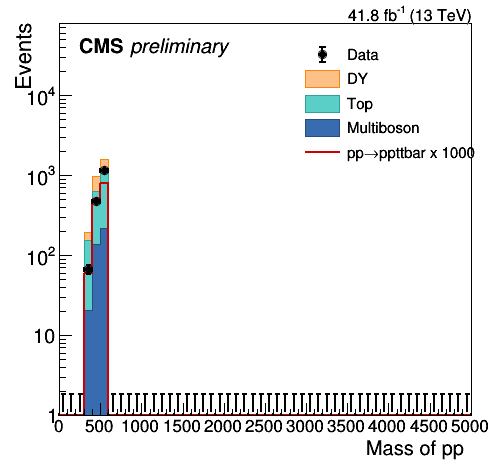 41.8 fb⁻¹ (13 TeV)
CMS preliminary
Events
Data
DY
Top
Multiboson
pp→ppttbar x 1000
10⁴
10³
10²
10
1
0 500 1000 1500 2000 2500 3000 3500 4000 4500 5000
Mass of pp